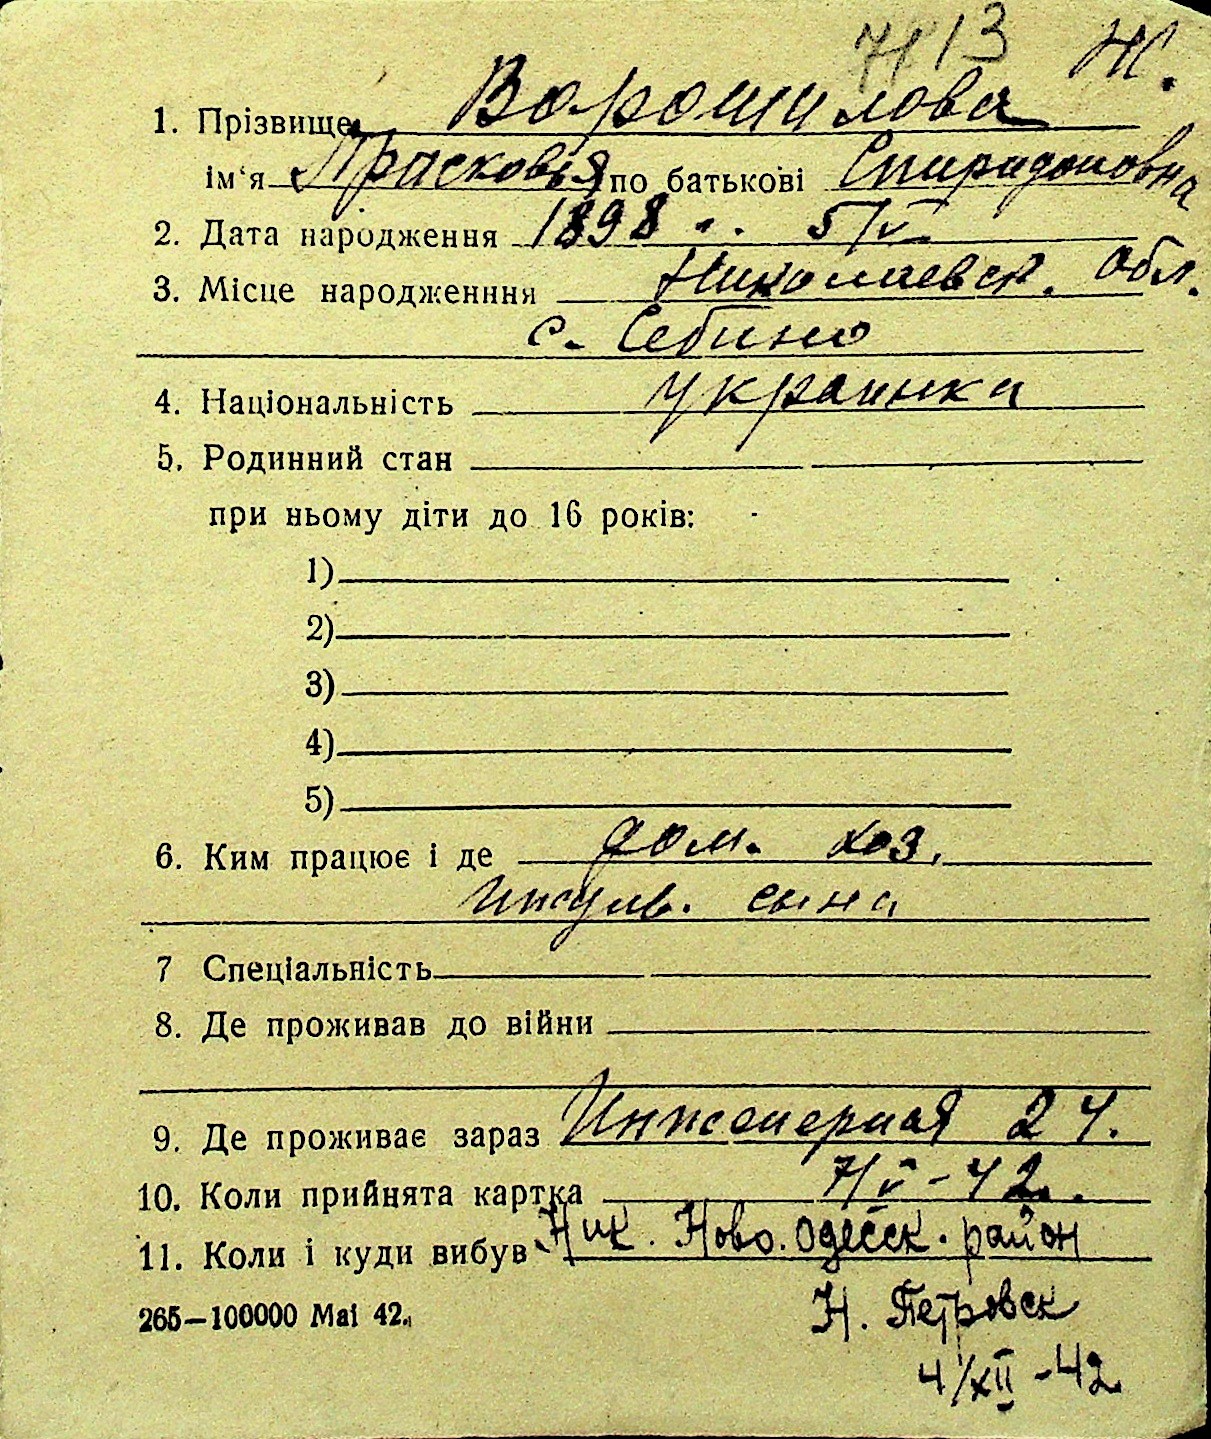 7113 Ж.
1. Прізвище Ворошилова
ім‘я Прасковья по батькові Спиридоновна
2. Дата народження 1898 .. 5/V
3. Місце народженння Николаевск. обл.
с. Себино
4. Національність украинка
5. Родинний стан
при ньому діти до 16 років:
1)
2)
3)
4)
5)
6. Ким працює і де дом. хоз.
сына
7 Спеціальність
8. Де проживав до війни
9. Де проживає зараз Инженерная 24.
10. Коли прийнята картка 7/V-42.
11. Коли і куди вибув Ник. Ново.Одесск. район
265—100000 Mai 42. Н. Петровск
4/XII-42